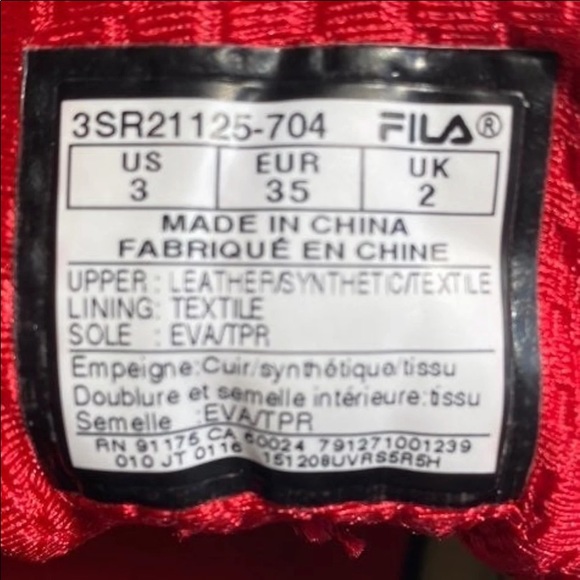 3SR21125-704 FILA®
US EUR UK
3 35 2
MADE IN CHINA
FABRIQUÉ EN CHINE
UPPER : LEATHER/SYNTHETIC/TEXTILE
LINING: TEXTILE
SOLE : EVA/TPR
Empeigne:Cuir/synthétique/tissu
Doublure et semelle intérieure:tissu
Semelle :EVA/TPR
RN 91175 CA 60024 791271001239
010 JT 0116 151208UVRS5R5H